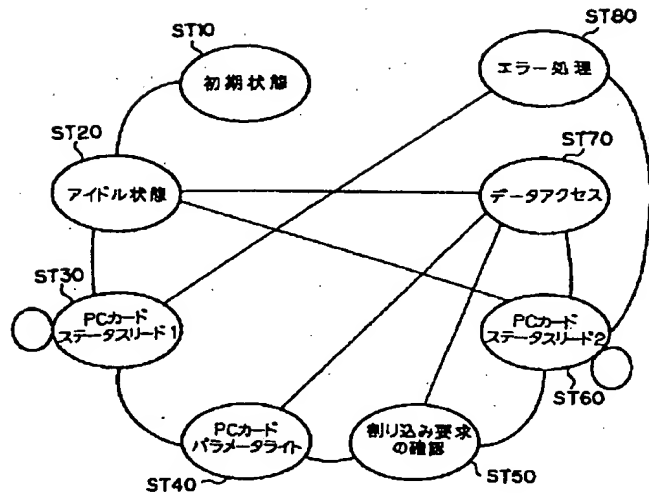 ST10
初期状態
ST80
エラー処理
ST20
アイドル状態
ST70
データアクセス
ST30
PCカード
ステータスリード1
PCカード
ステータスリード2
ST60
PCカード
パラメータライト
ST40
割り込み要求
の確認
ST50